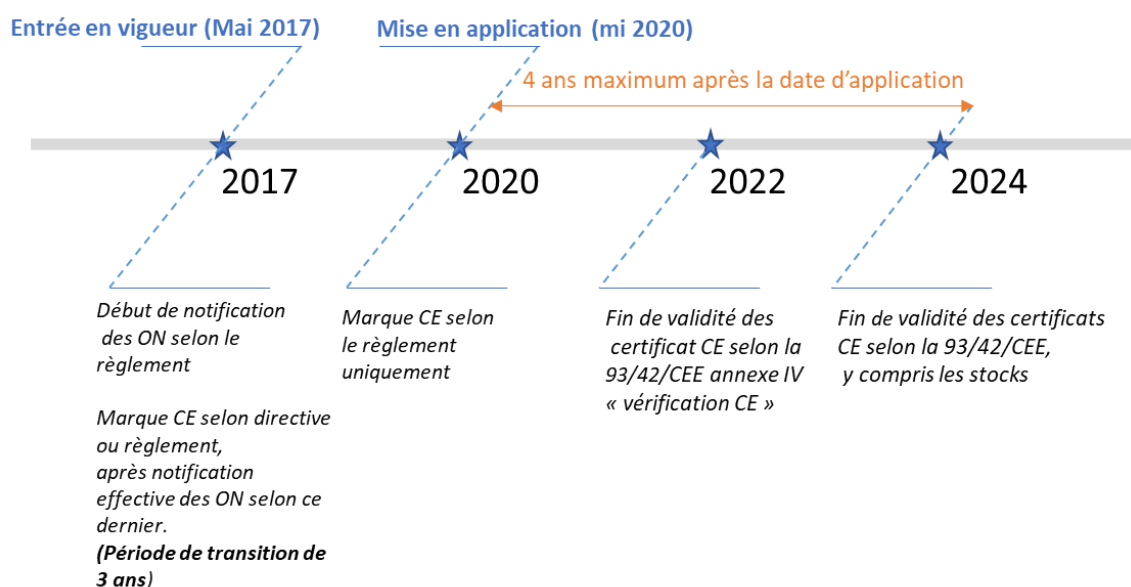 Entrée en vigueur (Mai 2017)
Mise en application (mi 2020)
4 ans maximum après la date d’application
2017
2020
2022
2024
Début de notification
des ON selon le
règlement
Marque CE selon directive
ou règlement,
après notification
effective des ON selon ce
dernier.
(Période de transition de
3 ans)
Marque CE selon
le règlement
uniquement
Fin de validité des
certificat CE selon la
93/42/CEE annexe IV
« vérification CE »
Fin de validité des certificats
CE selon la 93/42/CEE,
y compris les stocks